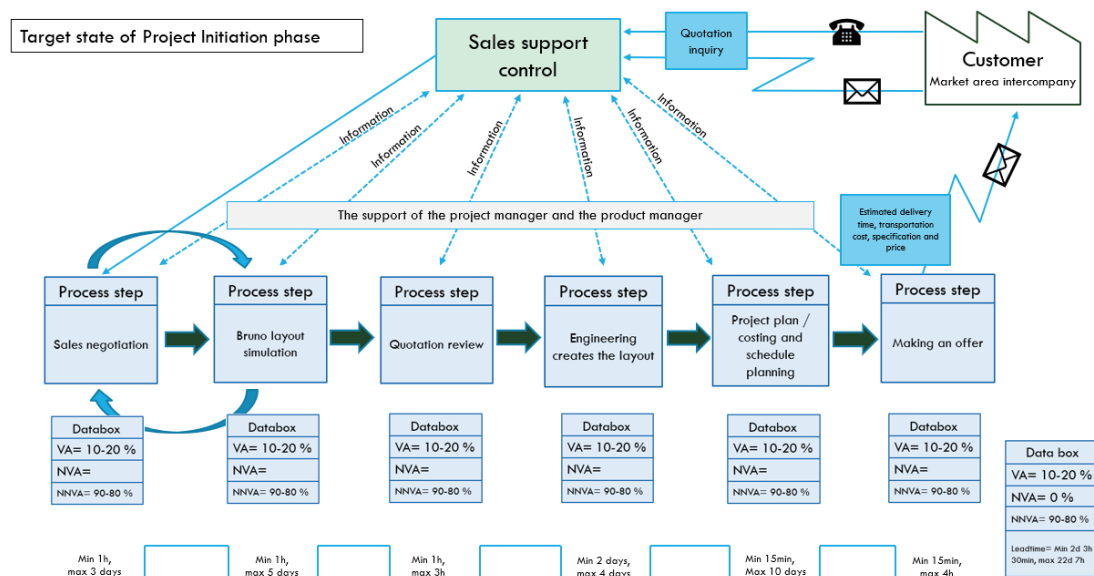 Target state of Project Initiation phase
Sales support
control
Quotation
inquiry
Customer
Market area intercompany
Information
Information
Information
Information
Information
Information
The support of the project manager and the product manager
Estimated delivery
time, transportation
cost, specification and
price
Process step
Sales negotiation
Process step
Bruno layout
simulation
Process step
Quotation review
Process step
Engineering
creates the layout
Process step
Project plan /
costing and
schedule
planning
Process step
Making an offer
Databox
VA= 10-20 %
NVA=
NNVA= 90-80 %
Databox
VA= 10-20 %
NVA=
NNVA= 90-80 %
Databox
VA= 10-20 %
NVA=
NNVA= 90-80 %
Databox
VA= 10-20 %
NVA=
NNVA= 90-80 %
Databox
VA= 10-20 %
NVA=
NNVA= 90-80 %
Databox
VA= 10-20 %
NVA=
NNVA= 90-80 %
Data box
VA= 10-20 %
NVA= 0 %
NNVA= 90-80 %
Leadtime= Min 2d 3h
30min, max 22d 7h
Min 1h,
max 3 days
Min 1h,
max 5 days
Min 1h,
max 3h
Min 2 days,
max 4 days
Min 15min,
Max 10 days
Min 15min,
max 4h